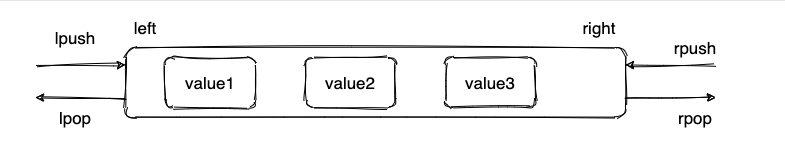 left
right
lpush
rpush
value1
value2
value3
lpop
rpop